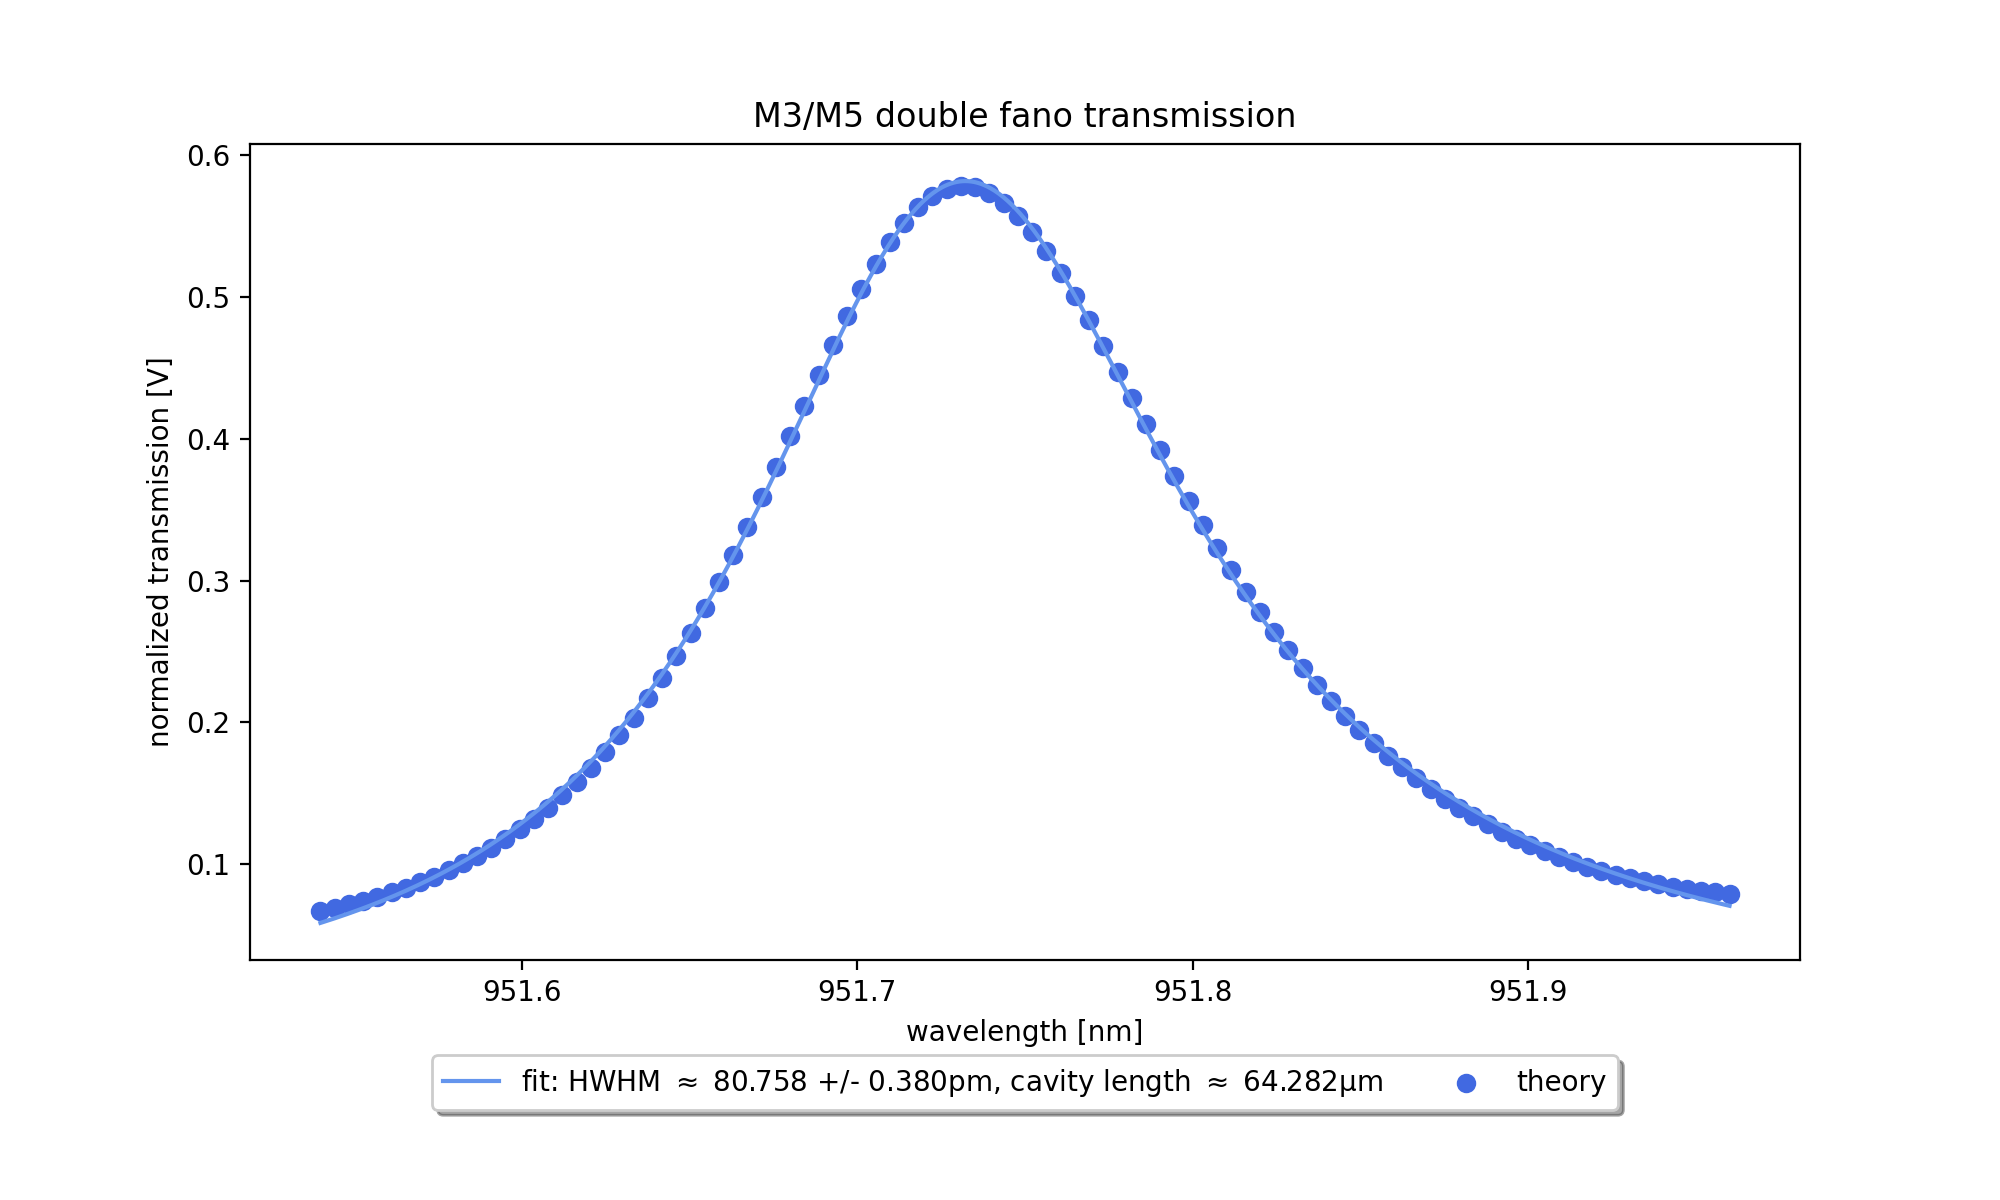 M3/M5 double fano transmission
0.6
0.5
0.4
0.3
0.2
0.1
normalized transmission [V]
951.6 951.7 951.8 951.9
wavelength [nm]
fit: HWHM ≈ 80.758 +/- 0.380pm, cavity length ≈ 64.282μm theory